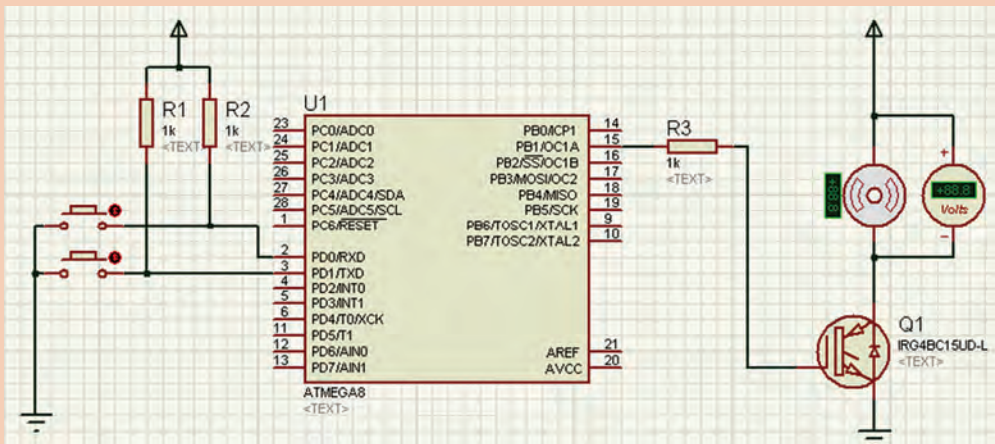 R1
1k
<TEXT>
R2
1k
<TEXT>
U1
23 PC0/ADC0
24 PC1/ADC1
25 PC2/ADC2
26 PC3/ADC3
27 PC4/ADC4/SDA
28 PC5/ADC5/SCL
1 PC6/RESET
2 PD0/RXD
3 PD1/TXD
4 PD2/INT0
5 PD3/INT1
6 PD4/T0/XCK
11 PD5/T1
12 PD6/AIN0
13 PD7/AIN1
PB0/ICP1 14
PB1/OC1A 15
PB2/SS/OC1B 16
PB3/MOSI/OC2 17
PB4/MISO 18
PB5/SCK 19
PB6/TOSC1/XTAL1 9
PB7/TOSC2/XTAL2 10
AREF 21
AVCC 20
ATMEGA8
<TEXT>
R3
1k
<TEXT>
+88.8
+
+88.8
Volts
−
Q1
IRG4BC15UD-L
<TEXT>